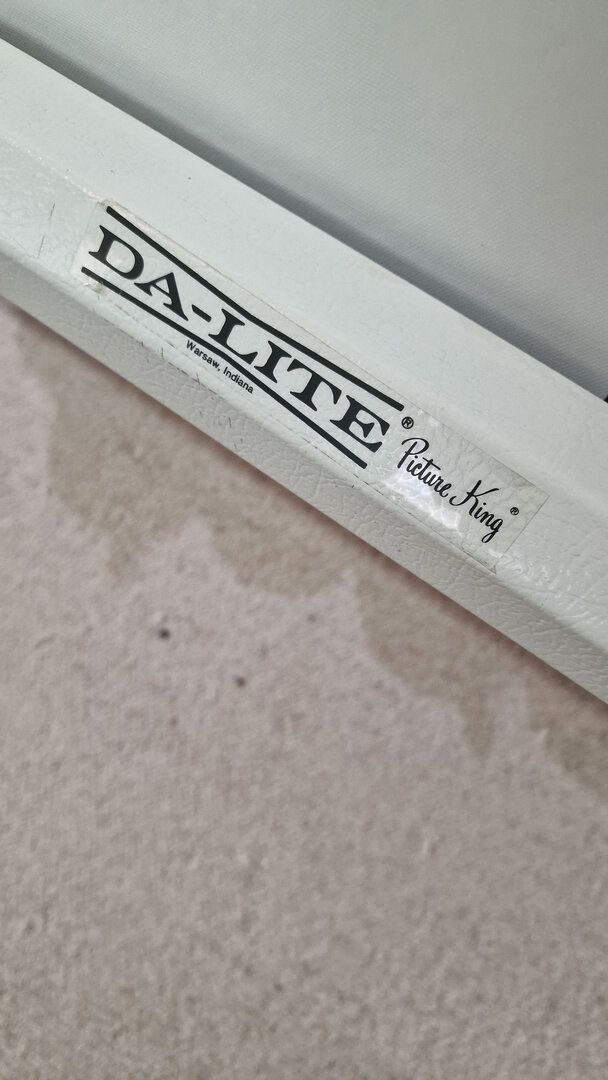 DA-LITE®
Warsaw, Indiana
Picture King®